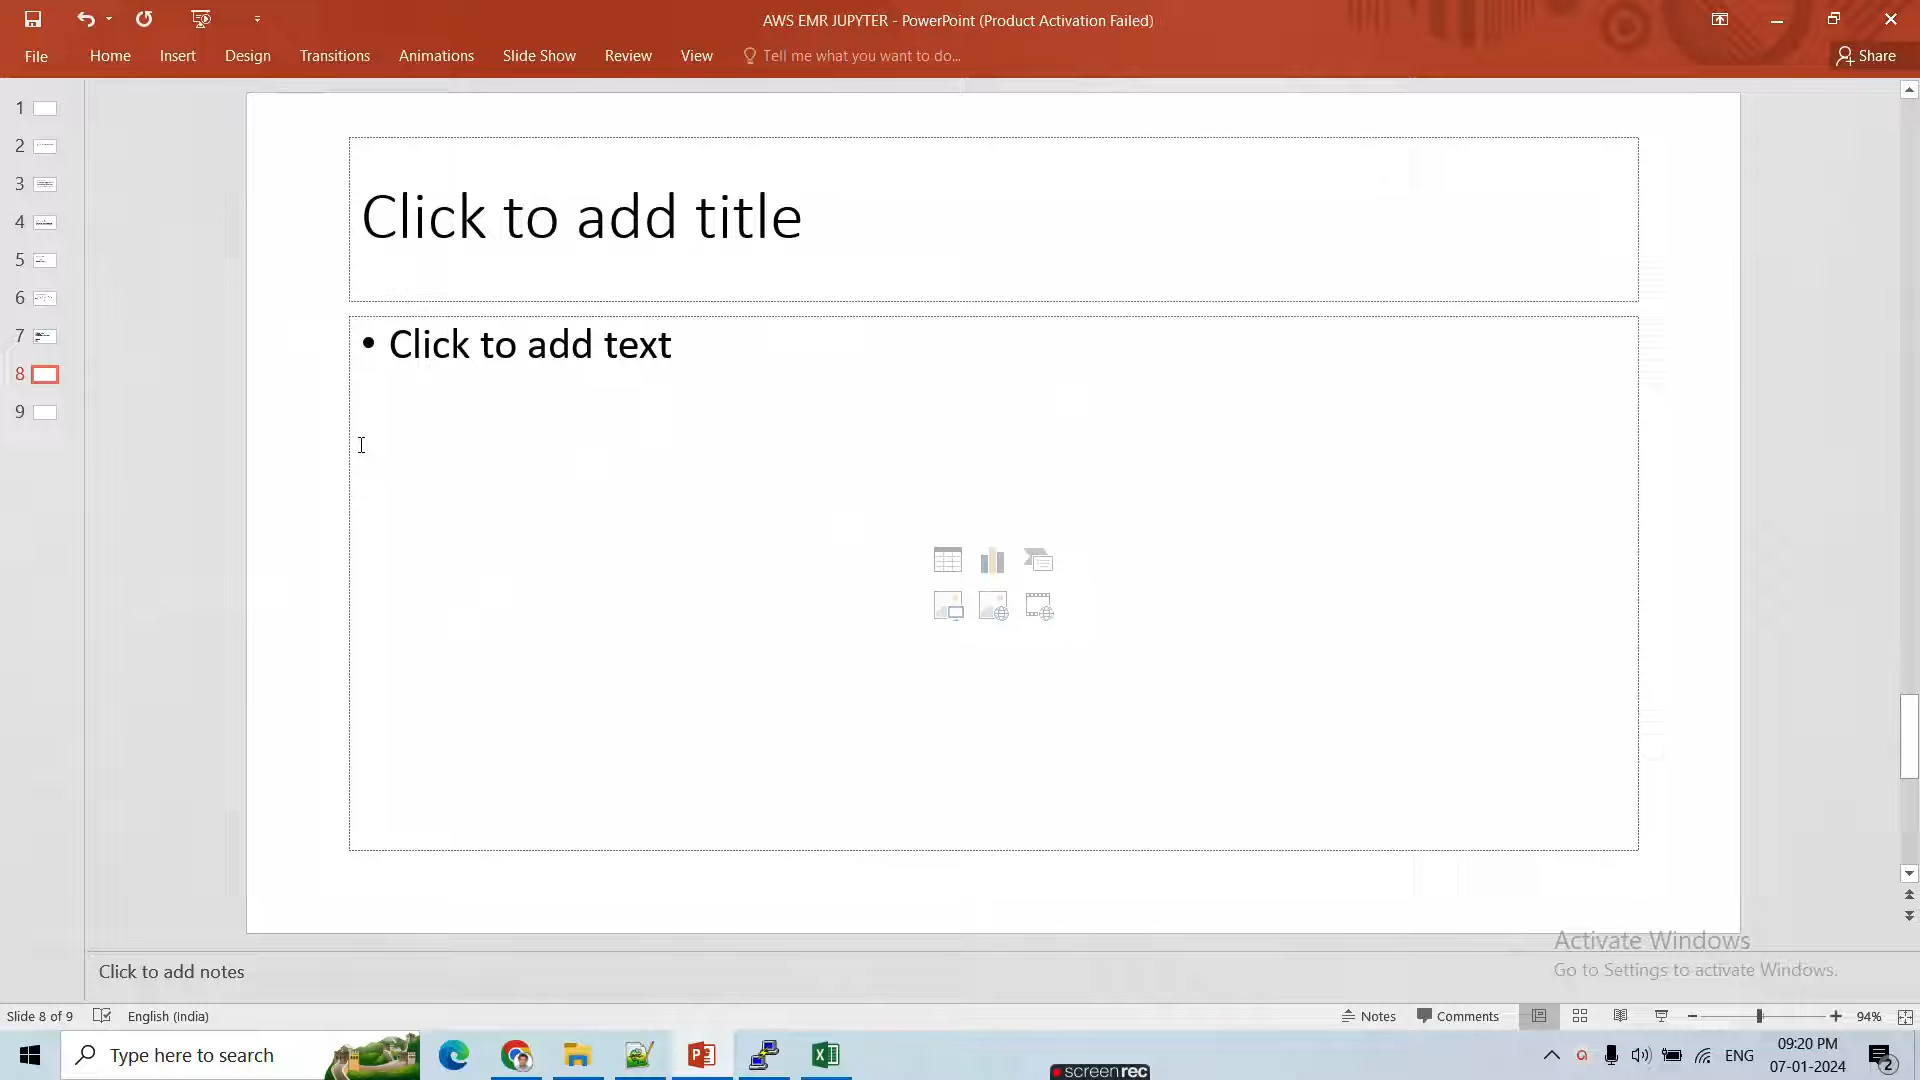 AWS EMR JUPYTER - PowerPoint (Product Activation Failed)
File Home Insert Design Transitions Animations Slide Show Review View Tell me what you want to do... Share
1
2
3
4
5
6
7
8
9
Click to add title
• Click to add text
Click to add notes
Activate Windows
Go to Settings to activate Windows.
Slide 8 of 9 English (India) Notes Comments 94%
Type here to search
ENG
09:20 PM
07-01-2024
2
screenrec